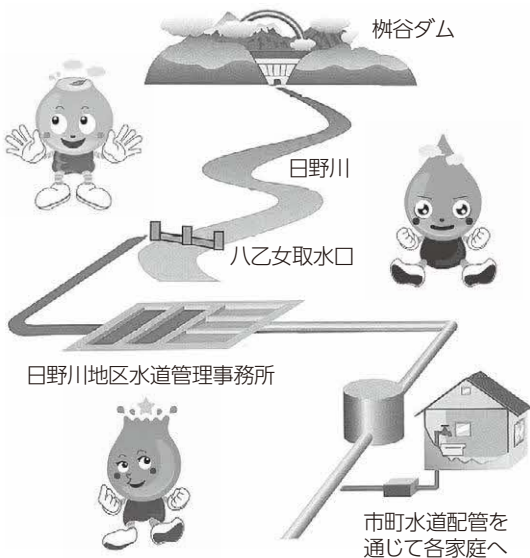 桝谷ダム
日野川
八乙女取水口
日野川地区水道管理事務所
市町水道配管を
通じて各家庭へ